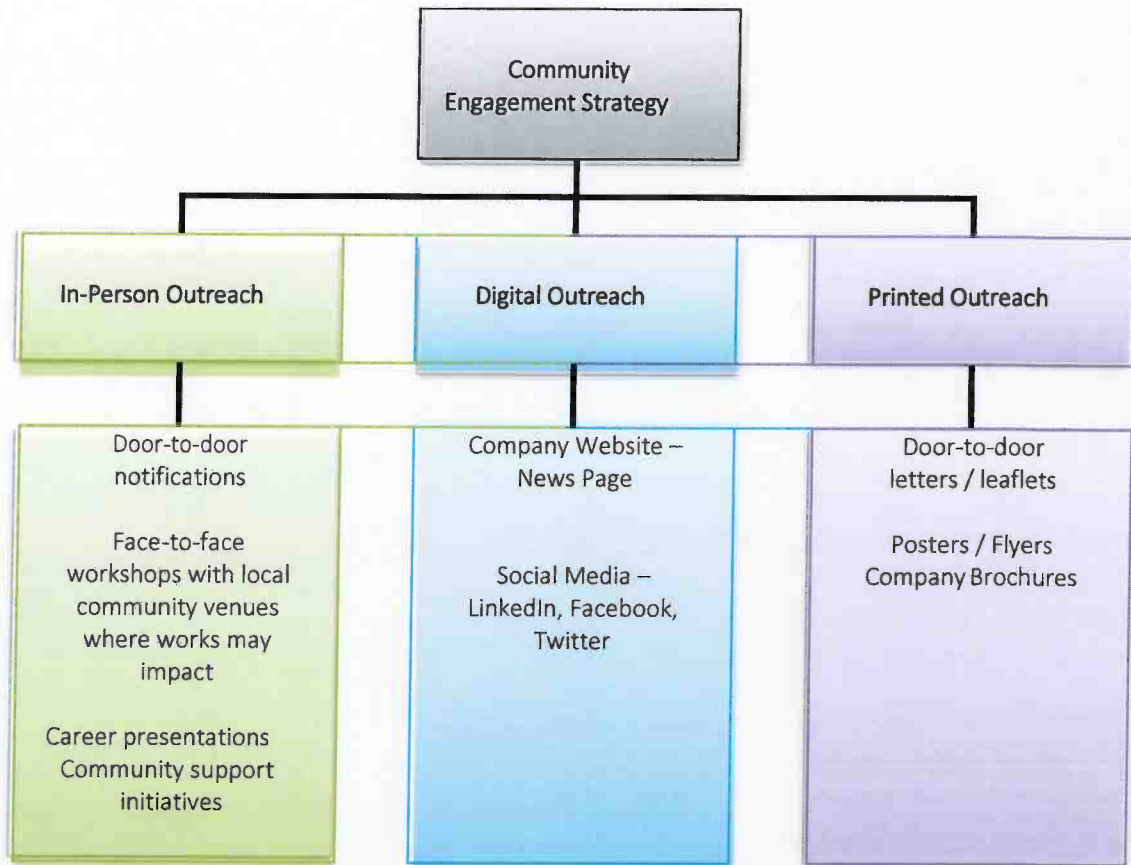 Community
Engagement Strategy
In-Person Outreach
Digital Outreach
Printed Outreach
Door-to-door
notifications
Face-to-face
workshops with local
community venues
where works may
impact
Career presentations
Community support
initiatives
Company Website –
News Page
Social Media –
LinkedIn, Facebook,
Twitter
Door-to-door
letters / leaflets
Posters / Flyers
Company Brochures